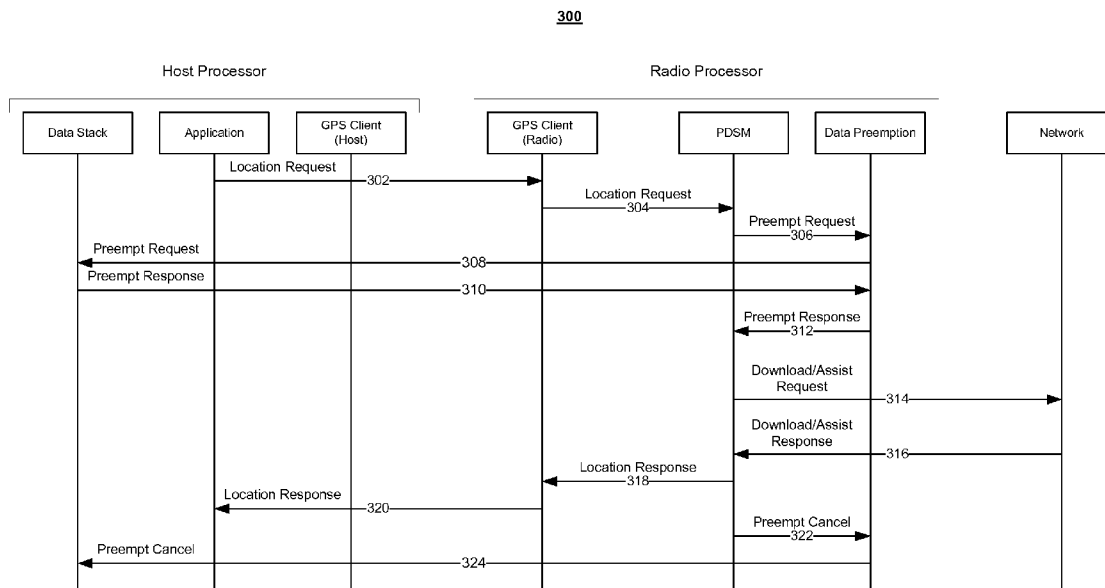 300
Host Processor
Radio Processor
Data Stack
Application
GPS Client
(Host)
GPS Client
(Radio)
PDSM
Data Preemption
Network
Location Request
302
Location Request
304
Preempt Request
306
Preempt Request
308
Preempt Response
310
Preempt Response
312
Download/Assist
Request
314
Download/Assist
Response
316
Location Response
318
Location Response
320
Preempt Cancel
322
Preempt Cancel
324